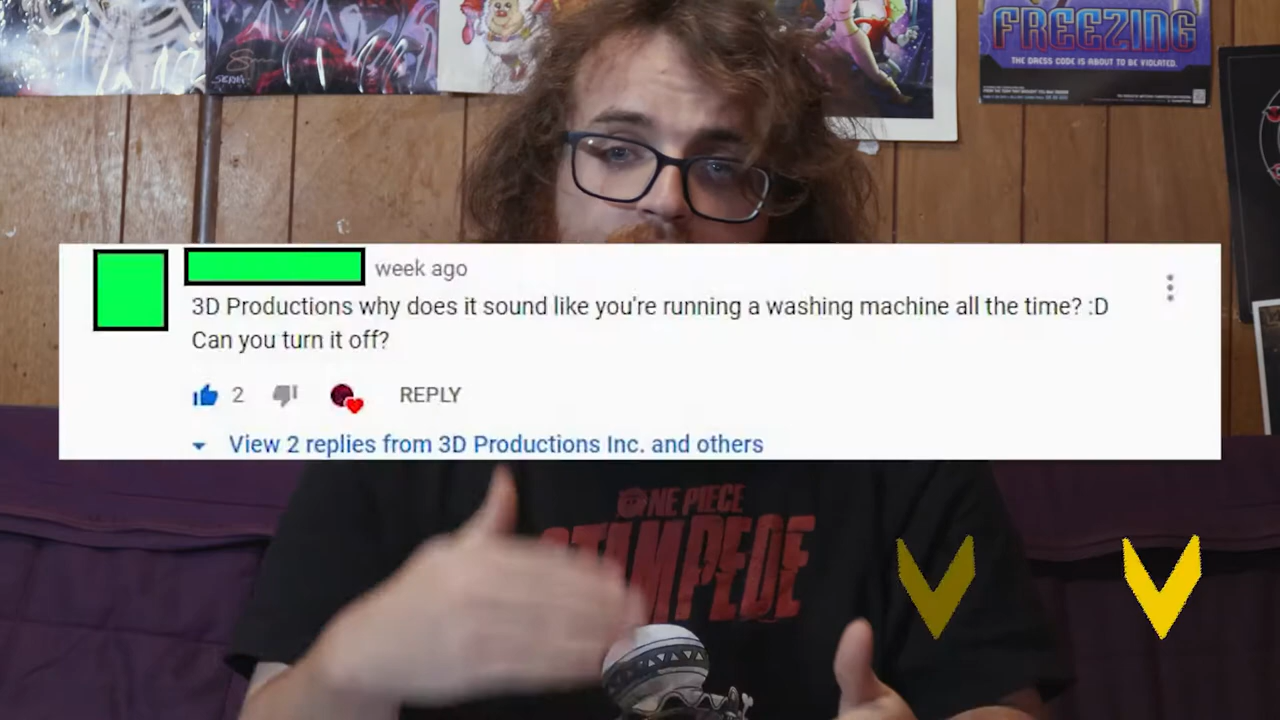 FREEZING
THE DRESS CODE IS ABOUT TO BE VIOLATED.
week ago
3D Productions why does it sound like you're running a washing machine all the time? :D
Can you turn it off?
2
REPLY
View 2 replies from 3D Productions Inc. and others
ONE PIECE
STAMPEDE